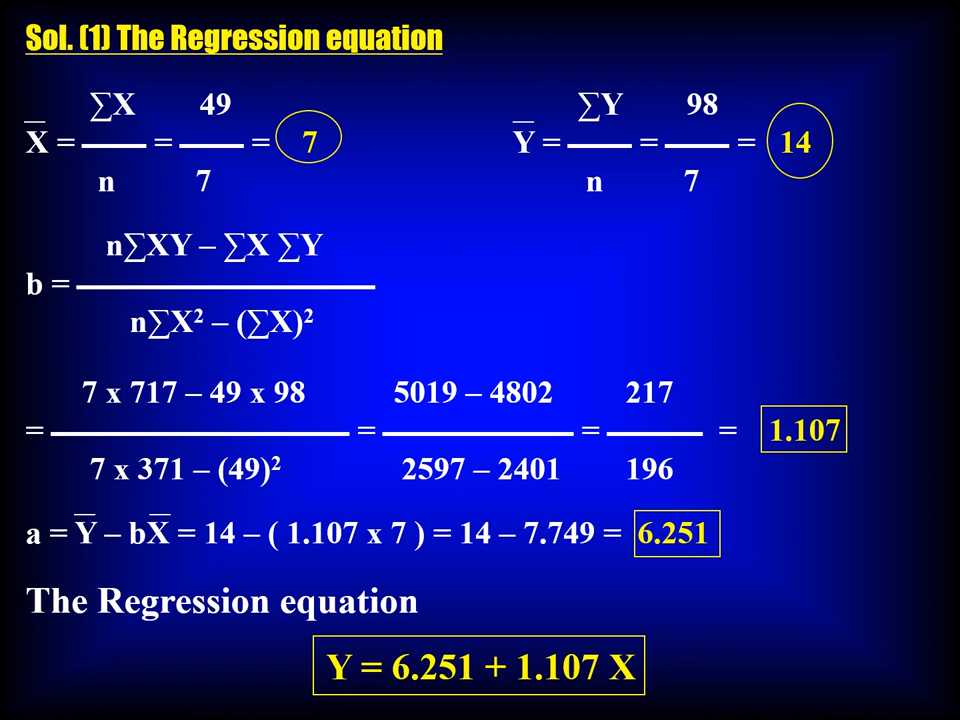 Sol. (1) The Regression equation
∑X 49 ∑Y 98
X̅ = = = 7 Y̅ = = = 14
n 7 n 7
n∑XY – ∑X ∑Y
b =
n∑X² – (∑X)²
7 x 717 – 49 x 98 5019 – 4802 217
= = = = 1.107
7 x 371 – (49)² 2597 – 2401 196
a = Y̅ – bX̅ = 14 – ( 1.107 x 7 ) = 14 – 7.749 = 6.251
The Regression equation
Y = 6.251 + 1.107 X